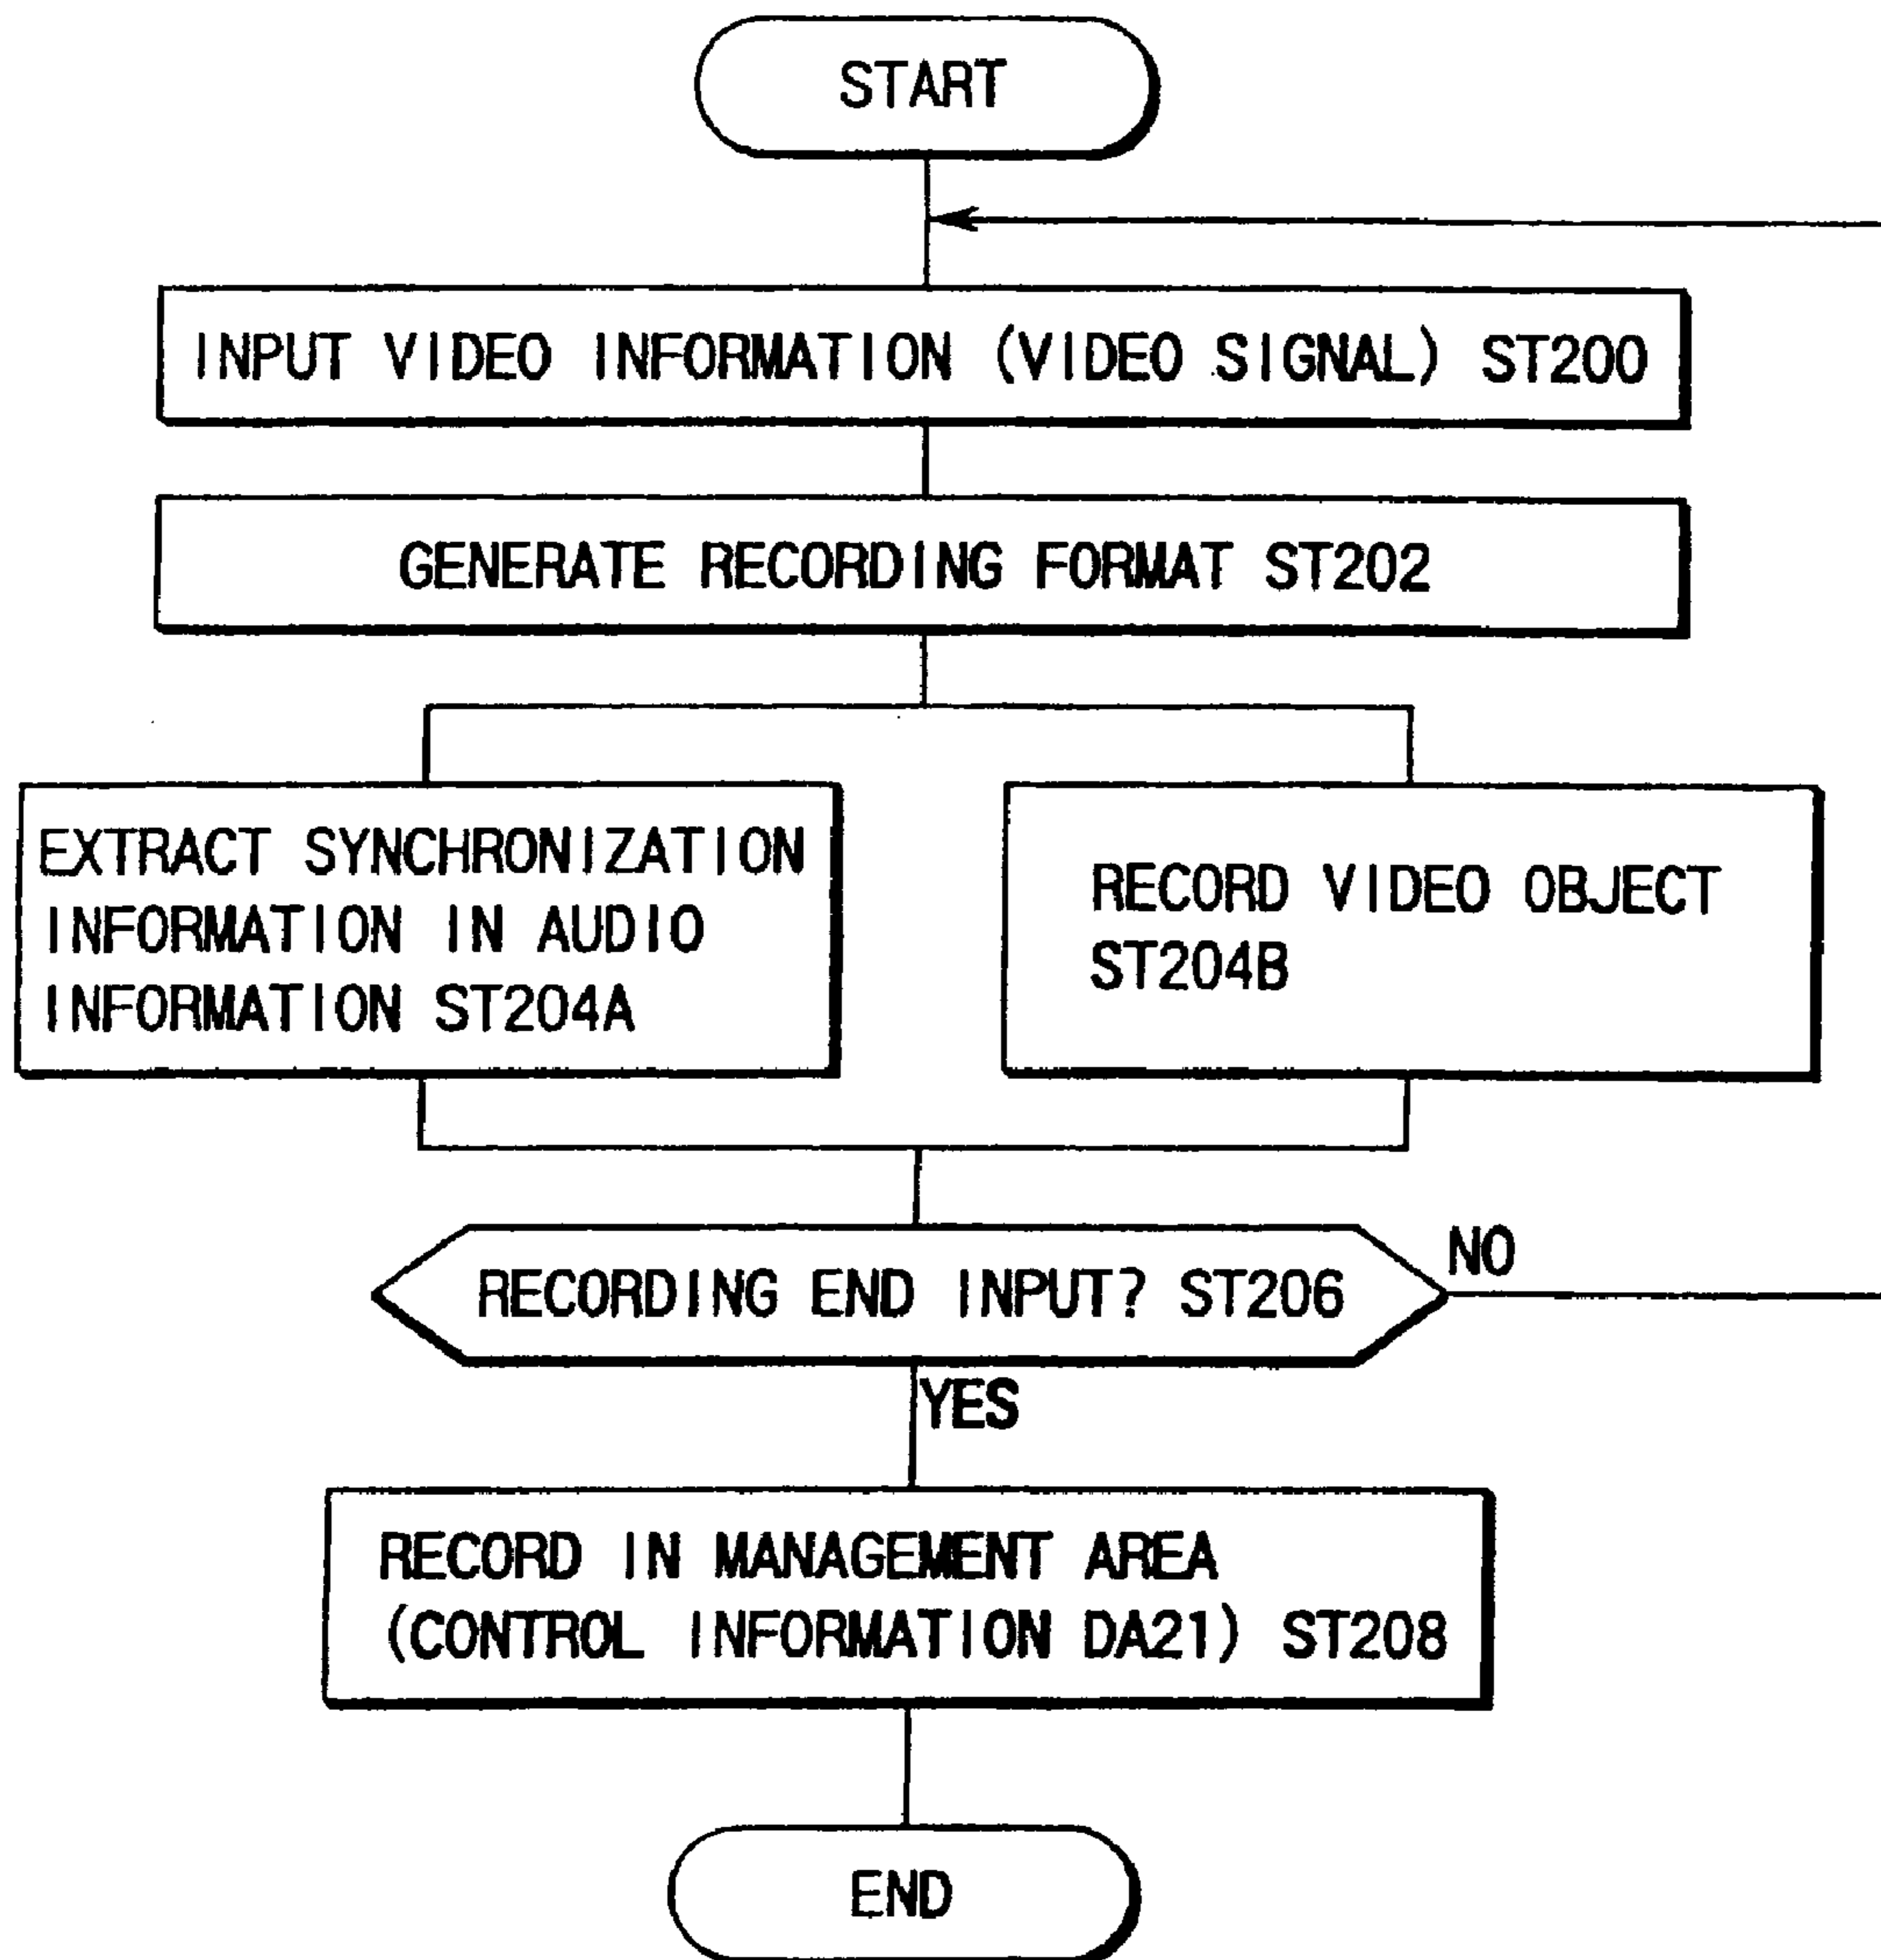 START
INPUT VIDEO INFORMATION (VIDEO SIGNAL) ST200
GENERATE RECORDING FORMAT ST202
EXTRACT SYNCHRONIZATION
INFORMATION IN AUDIO
INFORMATION ST204A
RECORD VIDEO OBJECT
ST204B
RECORDING END INPUT? ST206
NO
YES
RECORD IN MANAGEMENT AREA
(CONTROL INFORMATION DA21) ST208
END